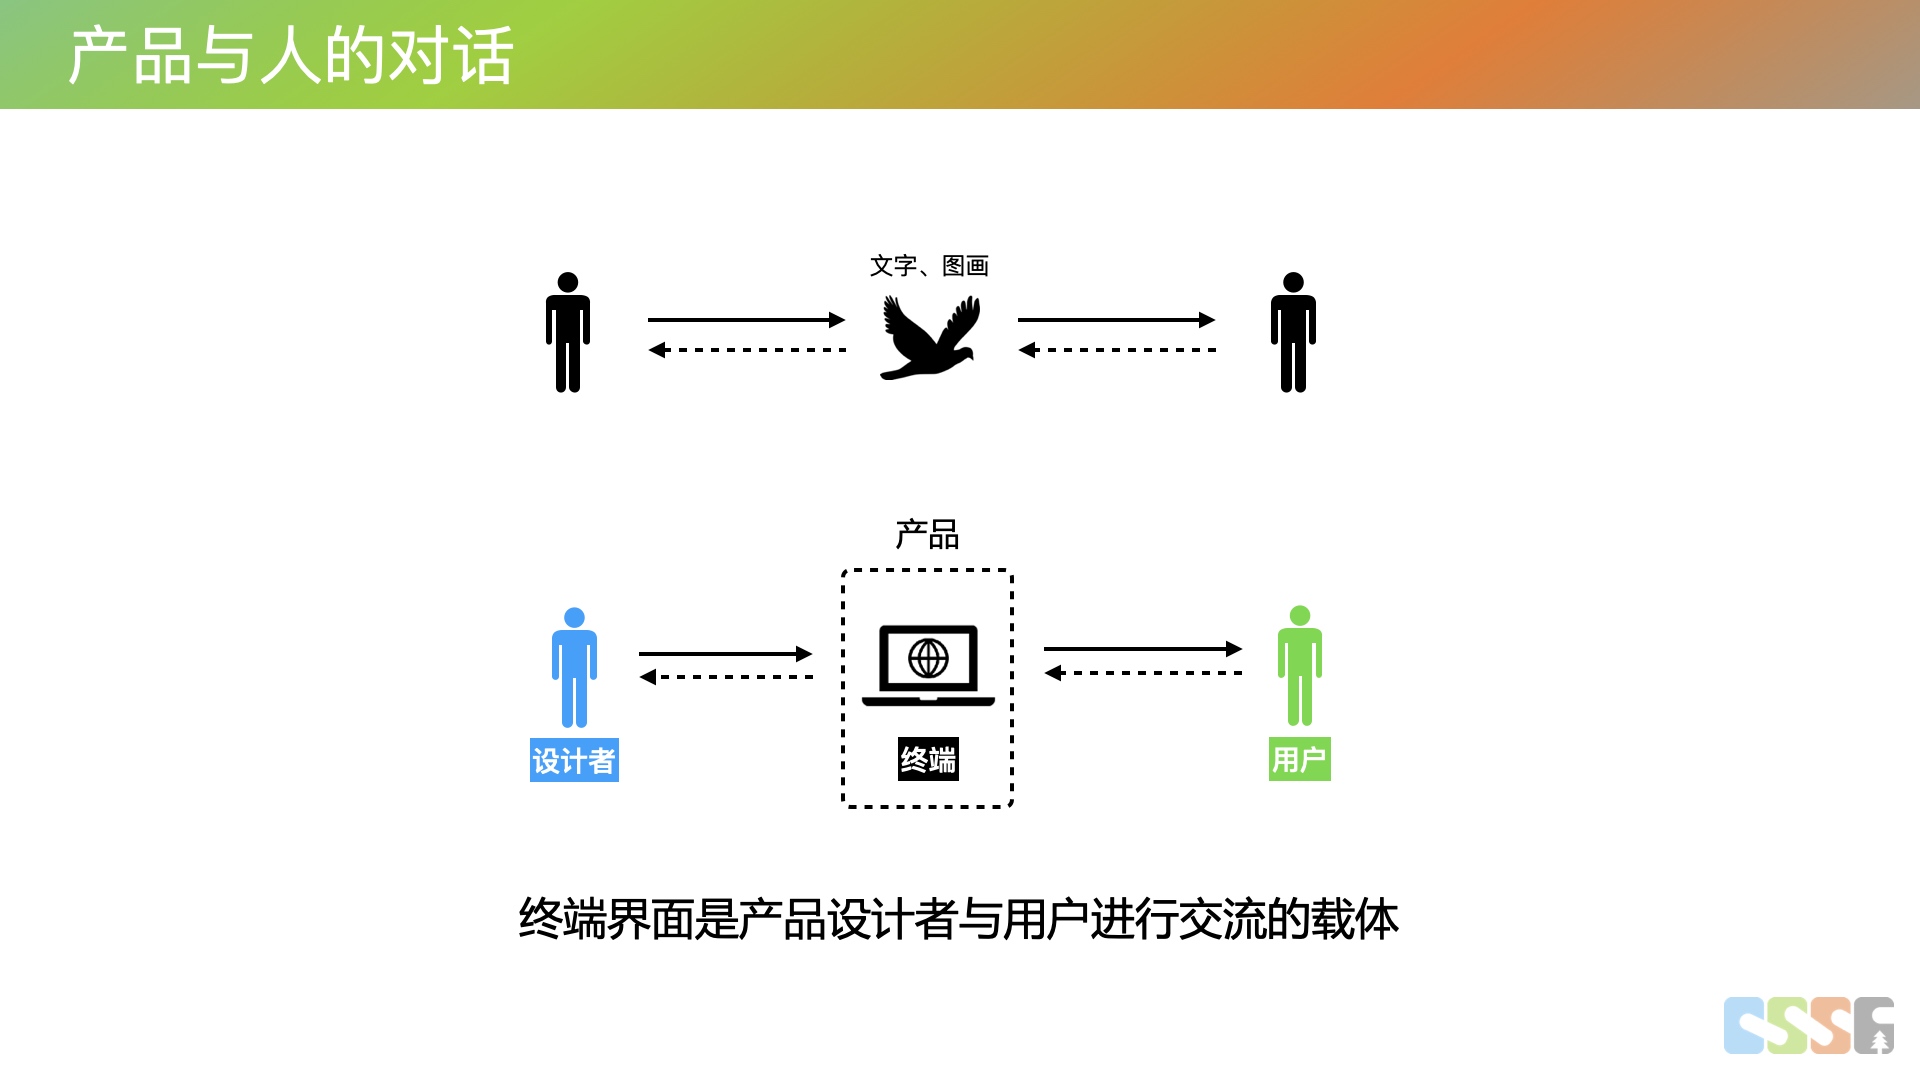 产品与人的对话
文字、图画
产品
设计者
终端
用户
终端界面是产品设计者与用户进行交流的载体